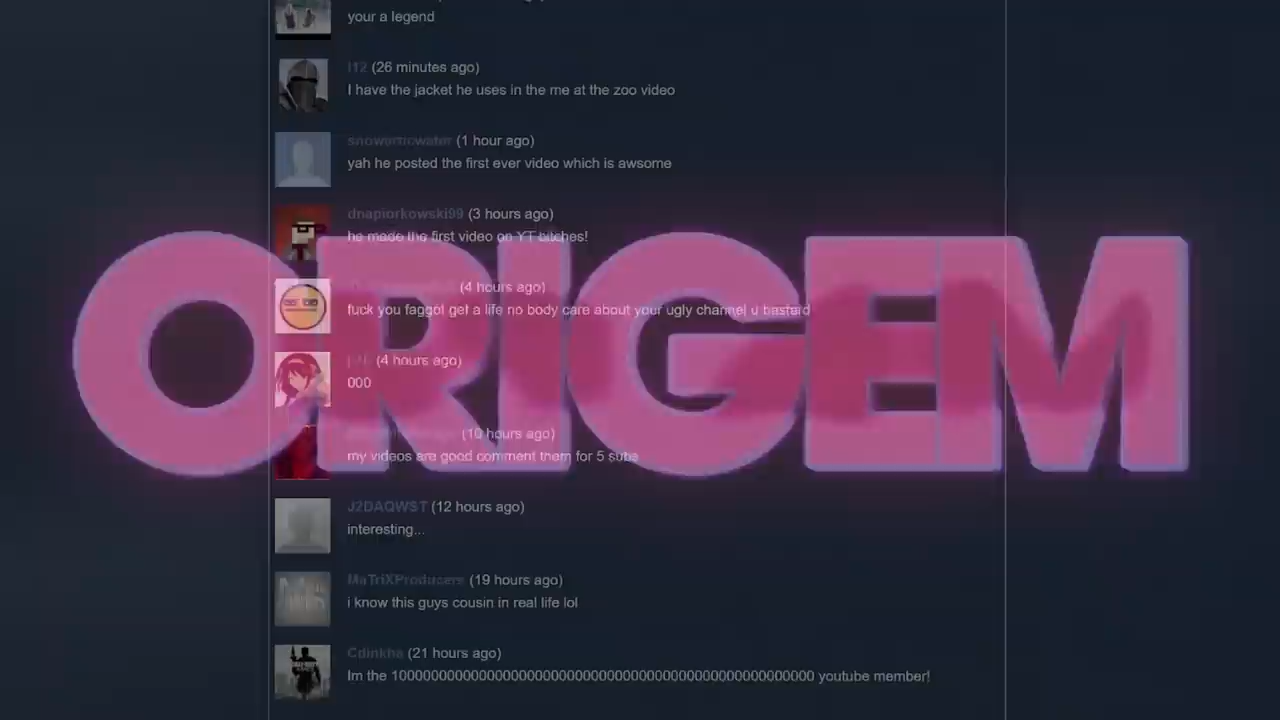 your a legend
I12 (26 minutes ago)
I have the jacket he uses in the me at the zoo video
(1 hour ago)
yah he posted the first ever video which is awsome
dnapiorkowski99 (3 hours ago)
he made the first video on YT bitches!
(4 hours ago)
fuck you faggot get a life no body care about your ugly channel u bastard
(4 hours ago)
000
(10 hours ago)
my videos are good comment them for 5 subs
ORIGEM
J2DAQWST (12 hours ago)
interesting...
MaTriXProducers (19 hours ago)
i know this guys cousin in real life lol
Cdinkha (21 hours ago)
Im the youtube member!